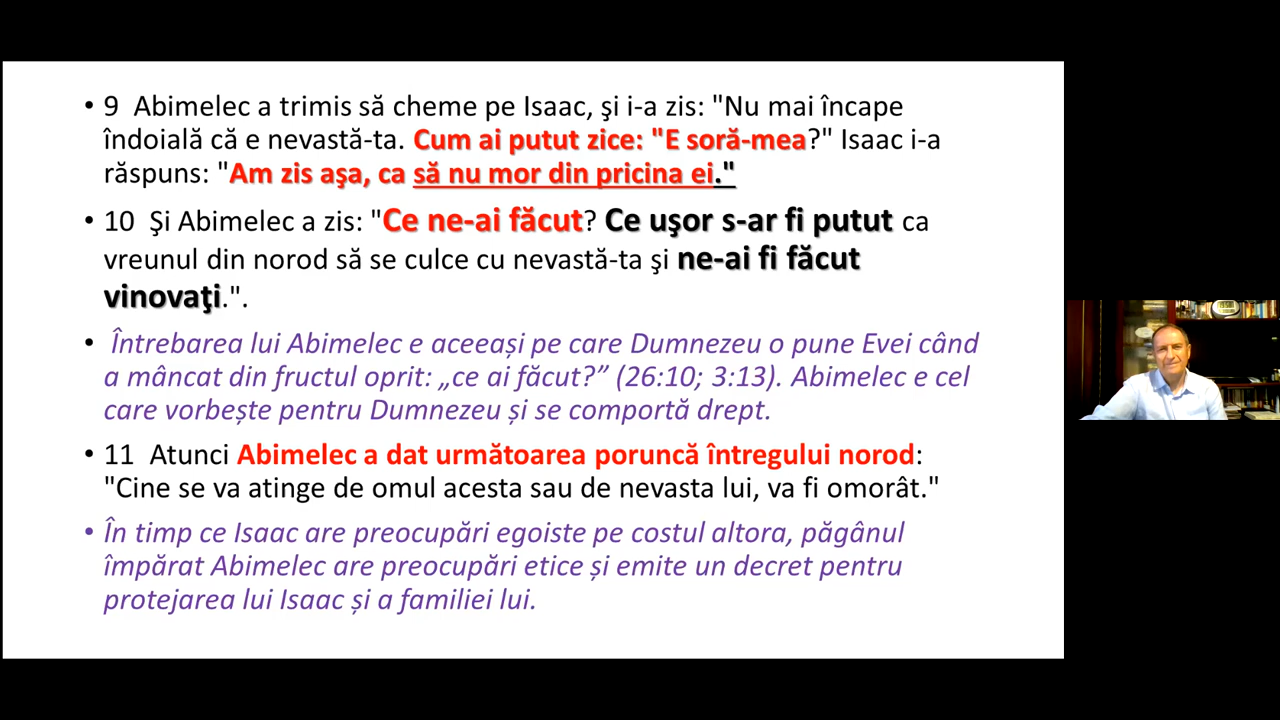 • 9  Abimelec a trimis să cheme pe Isaac, şi i-a zis: "Nu mai încape
îndoială că e nevastă-ta. Cum ai putut zice: "E soră-mea?" Isaac i-a
răspuns: "Am zis aşa, ca să nu mor din pricina ei."
• 10  Şi Abimelec a zis: "Ce ne-ai făcut? Ce uşor s-ar fi putut ca
vreunul din norod să se culce cu nevastă-ta şi ne-ai fi făcut
vinovaţi.".
• Întrebarea lui Abimelec e aceeași pe care Dumnezeu o pune Evei când
a mâncat din fructul oprit: „ce ai făcut?” (26:10; 3:13). Abimelec e cel
care vorbește pentru Dumnezeu și se comportă drept.
• 11  Atunci Abimelec a dat următoarea poruncă întregului norod:
"Cine se va atinge de omul acesta sau de nevasta lui, va fi omorât."
• În timp ce Isaac are preocupări egoiste pe costul altora, păgânul
împărat Abimelec are preocupări etice și emite un decret pentru
protejarea lui Isaac și a familiei lui.